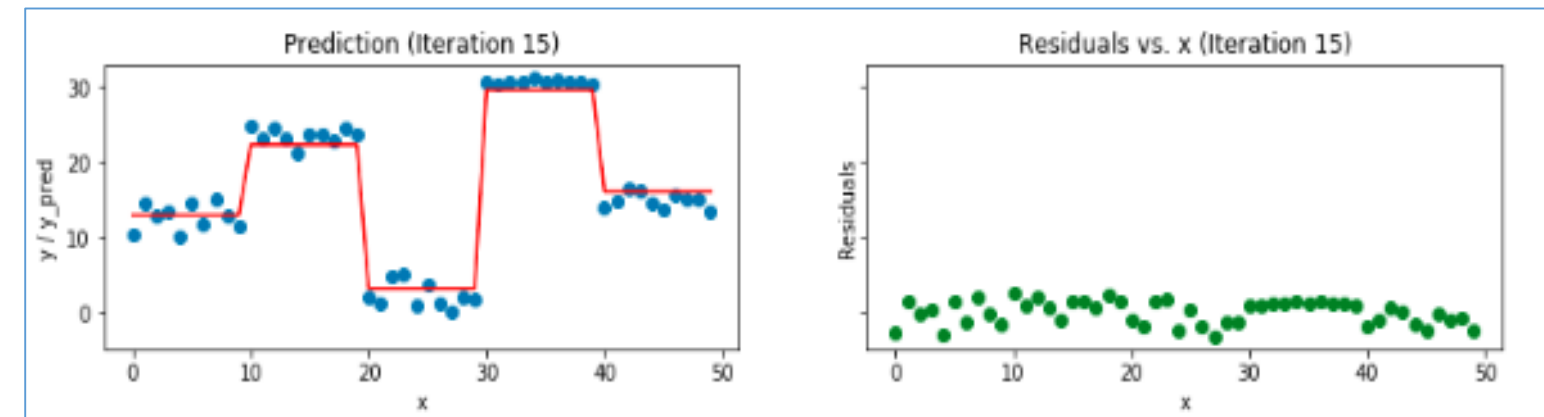 Prediction (Iteration 15)
y / y_pred
30
20
10
0
0 10 20 30 40 50
x
Residuals vs. x (Iteration 15)
Residuals
0 10 20 30 40 50
x